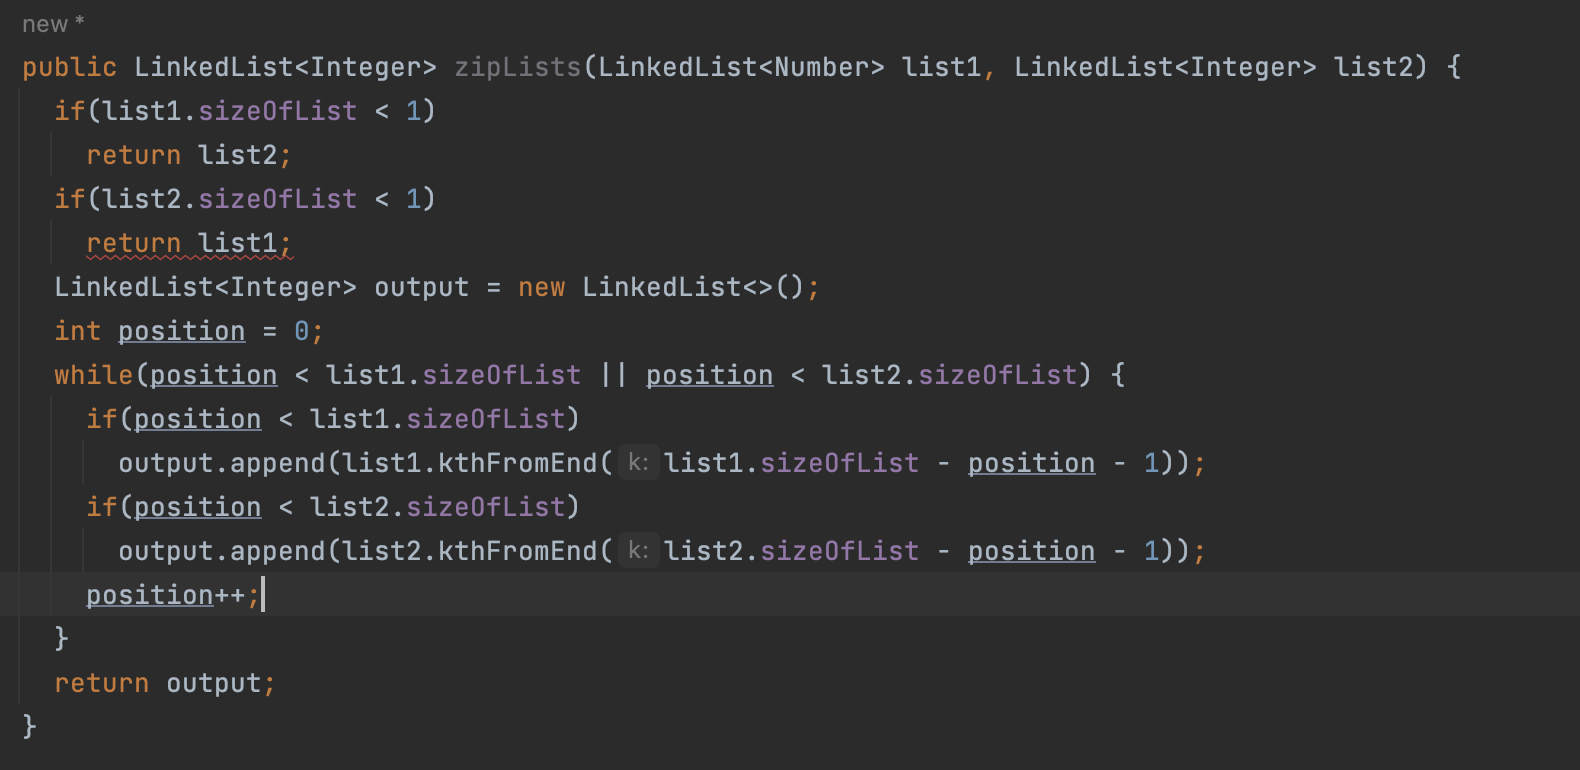 new *
public LinkedList<Integer> zipLists(LinkedList<Number> list1, LinkedList<Integer> list2) {
  if(list1.sizeOfList < 1)
    return list2;
  if(list2.sizeOfList < 1)
    return list1;
  LinkedList<Integer> output = new LinkedList<>();
  int position = 0;
  while(position < list1.sizeOfList || position < list2.sizeOfList) {
    if(position < list1.sizeOfList)
      output.append(list1.kthFromEnd( k: list1.sizeOfList - position - 1));
    if(position < list2.sizeOfList)
      output.append(list2.kthFromEnd( k: list2.sizeOfList - position - 1));
    position++;
  }
  return output;
}